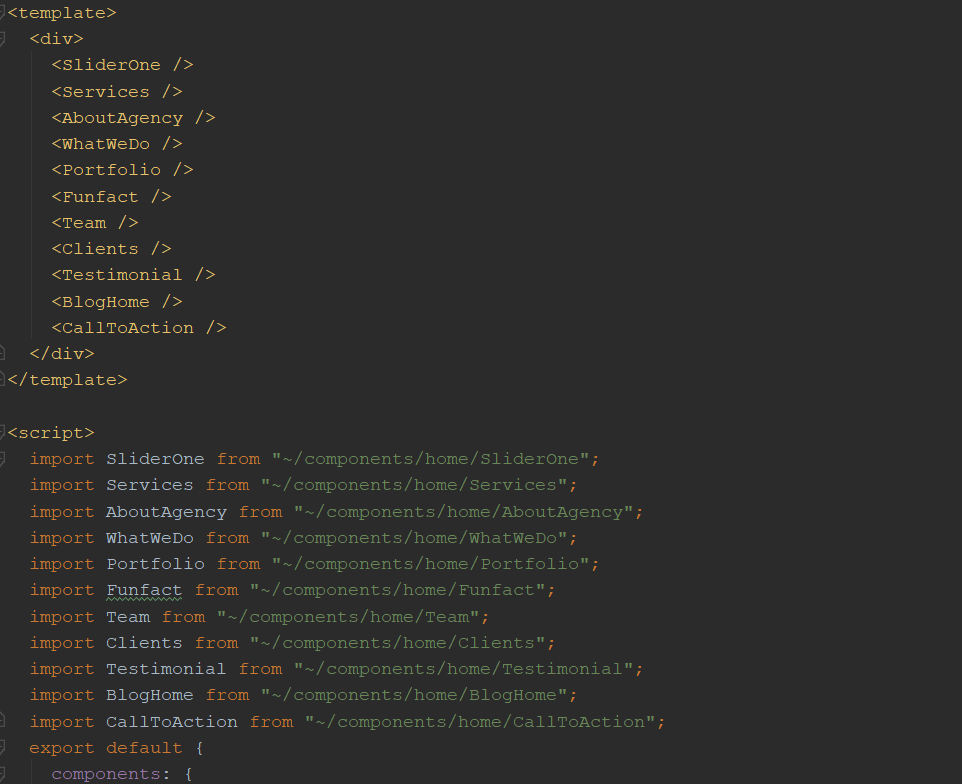 <template>
<div>
<SliderOne />
<Services />
<AboutAgency />
<WhatWeDo />
<Portfolio />
<Funfact />
<Team />
<Clients />
<Testimonial />
<BlogHome />
<CallToAction />
</div>
</template>
<script>
import SliderOne from "~/components/home/SliderOne";
import Services from "~/components/home/Services";
import AboutAgency from "~/components/home/AboutAgency";
import WhatWeDo from "~/components/home/WhatWeDo";
import Portfolio from "~/components/home/Portfolio";
import Funfact from "~/components/home/Funfact";
import Team from "~/components/home/Team";
import Clients from "~/components/home/Clients";
import Testimonial from "~/components/home/Testimonial";
import BlogHome from "~/components/home/BlogHome";
import CallToAction from "~/components/home/CallToAction";
export default {
components: {